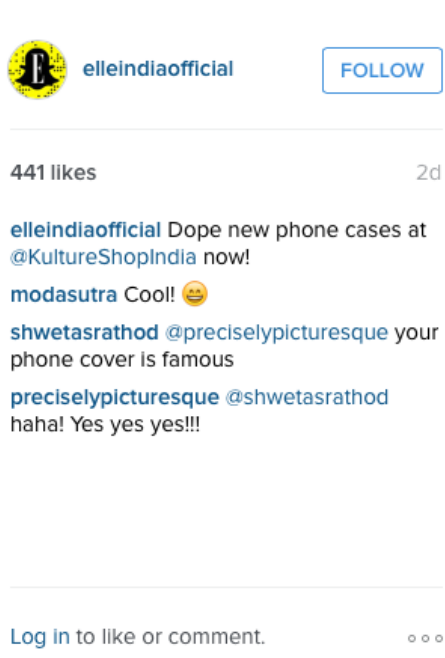 E
elleindiaofficial
FOLLOW
441 likes
2d
elleindiaofficial Dope new phone cases at
@KultureShopIndia now!
modasutra Cool! 😄
shwetasrathod @preciselypicturesque your
phone cover is famous
preciselypicturesque @shwetasrathod
haha! Yes yes yes!!!
Log in to like or comment.